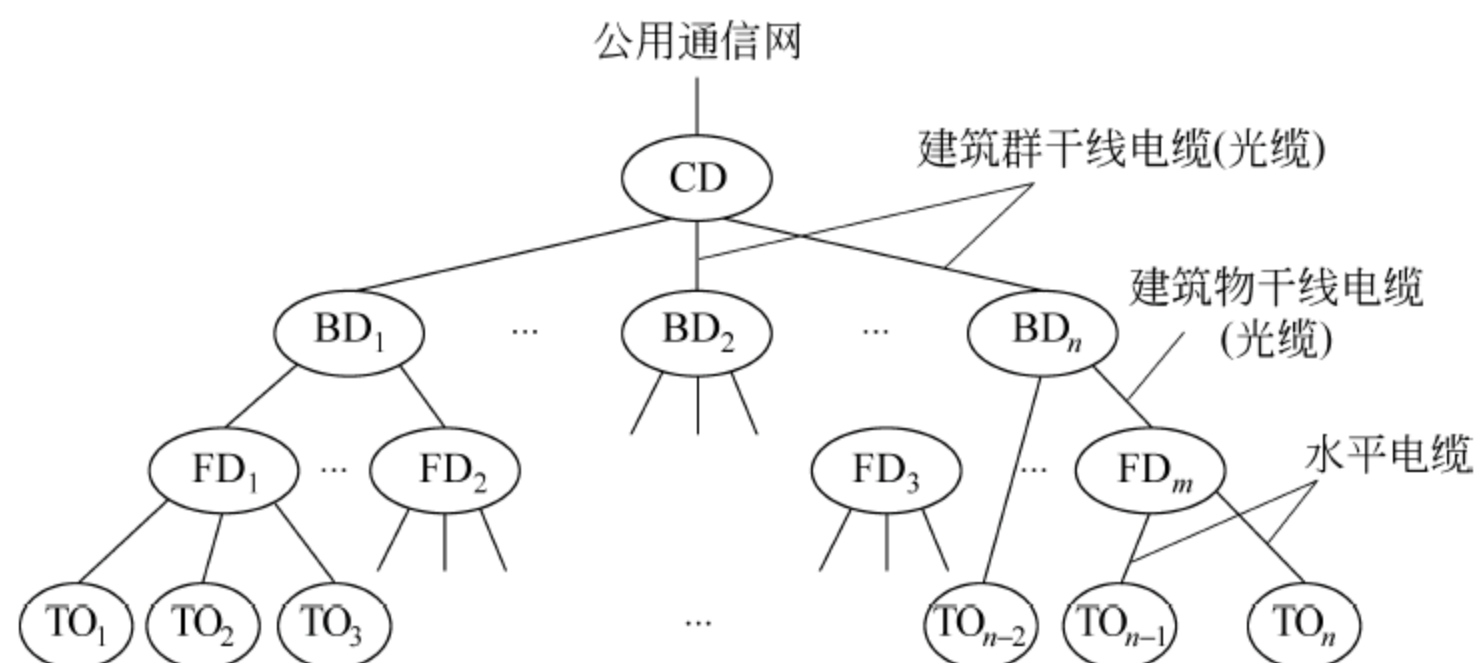 公用通信网
CD
建筑群干线电缆(光缆)
BD1 ... BD2 ... BDn
建筑物干线电缆
(光缆)
FD1 ... FD2 FD3 ... FDm
水平电缆
TO1 TO2 TO3 ... TOn–2 TOn–1 TOn